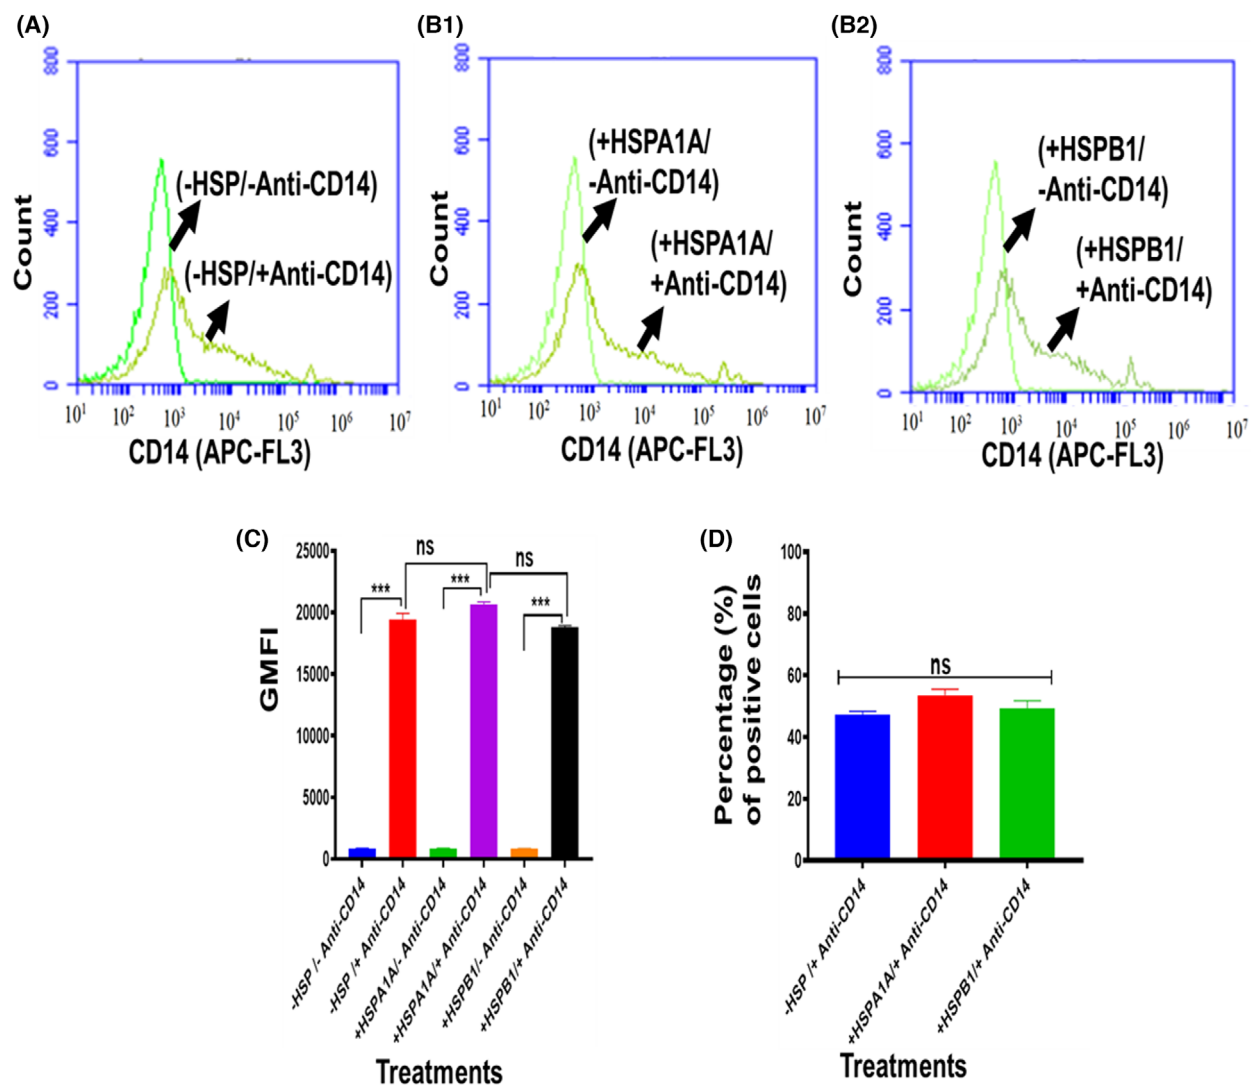 (A)
800
600
400
200
0
Count
(-HSP/-Anti-CD14)
(-HSP/+Anti-CD14)
10¹ 10² 10³ 10⁴ 10⁵ 10⁶ 10⁷
CD14 (APC-FL3)
(B1)
800
600
400
200
0
Count
(+HSPA1A/
-Anti-CD14)
(+HSPA1A/
+Anti-CD14)
10¹ 10² 10³ 10⁴ 10⁵ 10⁶ 10⁷
CD14 (APC-FL3)
(B2)
800
600
400
200
0
Count
(+HSPB1/
-Anti-CD14)
(+HSPB1/
+Anti-CD14)
10¹ 10² 10³ 10⁴ 10⁵ 10⁶ 10⁷
CD14 (APC-FL3)
(C)
25000
20000
15000
10000
5000
0
GMFI
ns
ns
***
***
***
-HSP /- Anti-CD14
-HSP /+ Anti-CD14
+HSPA1A/- Anti-CD14
+HSPA1A/+ Anti-CD14
+HSPB1/- Anti-CD14
+HSPB1/+ Anti-CD14
Treatments
(D)
100
80
60
40
20
0
Percentage (%)
of positive cells
ns
-HSP /+ Anti-CD14
+HSPA1A/+ Anti-CD14
+HSPB1/+ Anti-CD14
Treatments